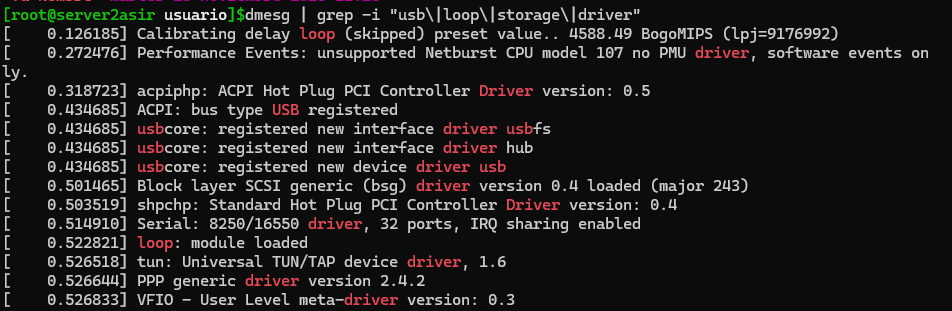 [root@server2asir usuario]$dmesg | grep -i "usb\|loop\|storage\|driver"
[    0.126185] Calibrating delay loop (skipped) preset value.. 4588.49 BogoMIPS (lpj=9176992)
[    0.272476] Performance Events: unsupported Netburst CPU model 107 no PMU driver, software events on
ly.
[    0.318723] acpiphp: ACPI Hot Plug PCI Controller Driver version: 0.5
[    0.434685] ACPI: bus type USB registered
[    0.434685] usbcore: registered new interface driver usbfs
[    0.434685] usbcore: registered new interface driver hub
[    0.434685] usbcore: registered new device driver usb
[    0.501465] Block layer SCSI generic (bsg) driver version 0.4 loaded (major 243)
[    0.503519] shpchp: Standard Hot Plug PCI Controller Driver version: 0.4
[    0.514910] Serial: 8250/16550 driver, 32 ports, IRQ sharing enabled
[    0.522821] loop: module loaded
[    0.526518] tun: Universal TUN/TAP device driver, 1.6
[    0.526644] PPP generic driver version 2.4.2
[    0.526833] VFIO - User Level meta-driver version: 0.3